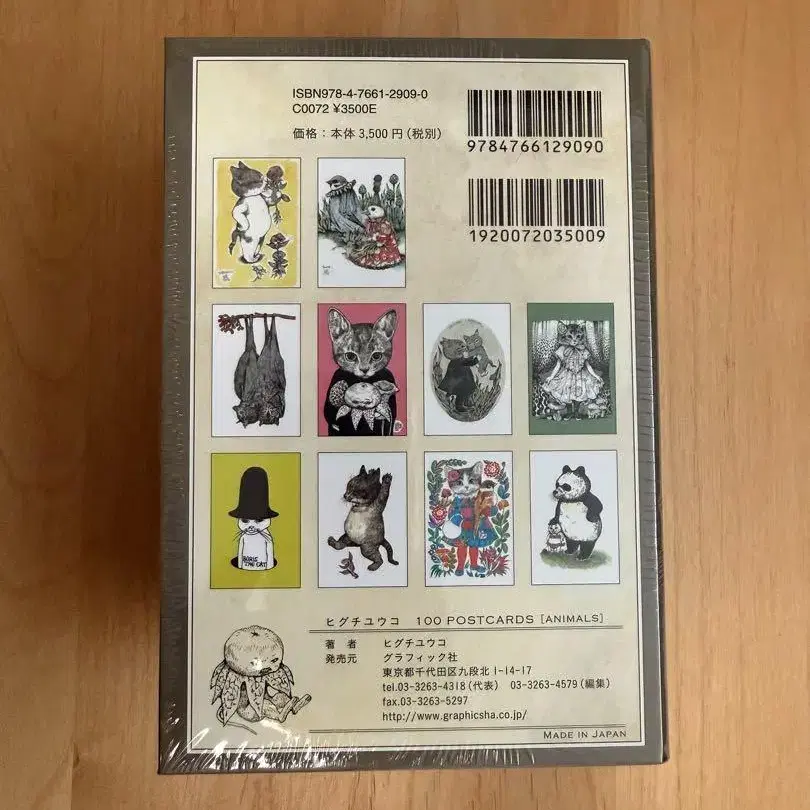 ISBN978-4-7661-2909-0
C0072 ¥3500E
価格：本体 3,500 円（税別）
9784766129090
1920072035009
BORIS
THE CAT
ヒグチユウコ 100 POSTCARDS [ANIMALS]
著　者　ヒグチユウコ
発売元　グラフィック社
東京都千代田区九段北 1-14-17
tel.03-3263-4318（代表） 03-3263-4579（編集）
fax.03-3263-5297
http://www.graphicsha.co.jp/
MADE IN JAPAN